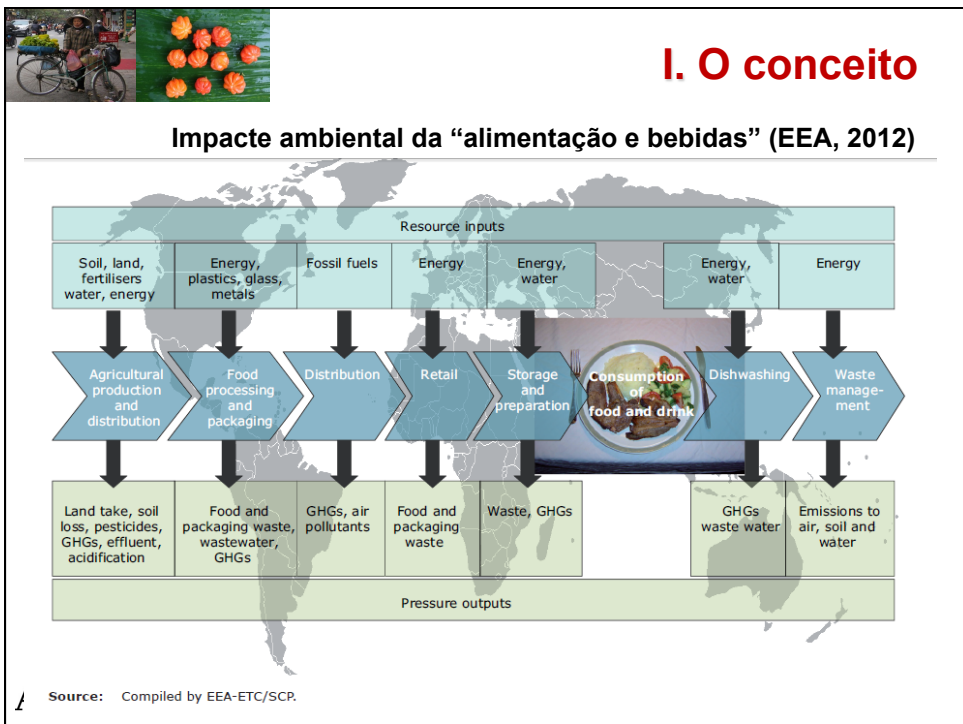 I. O conceito
Impacte ambiental da “alimentação e bebidas” (EEA, 2012)
Resource inputs
Soil, land,
fertilisers
water, energy
Energy,
plastics, glass,
metals
Fossil fuels
Energy
Energy,
water
Energy,
water
Energy
Agricultural
production
and
distribution
Food
processing
and
packaging
Distribution
Retail
Storage
and
preparation
Consumption
of
food and drink
Dishwashing
Waste
manage-
ment
Land take, soil
loss, pesticides,
GHGs, effluent,
acidification
Food and
packaging waste,
wastewater,
GHGs
GHGs, air
pollutants
Food and
packaging
waste
Waste, GHGs
GHGs
waste water
Emissions to
air, soil and
water
Pressure outputs
Source: Compiled by EEA-ETC/SCP.